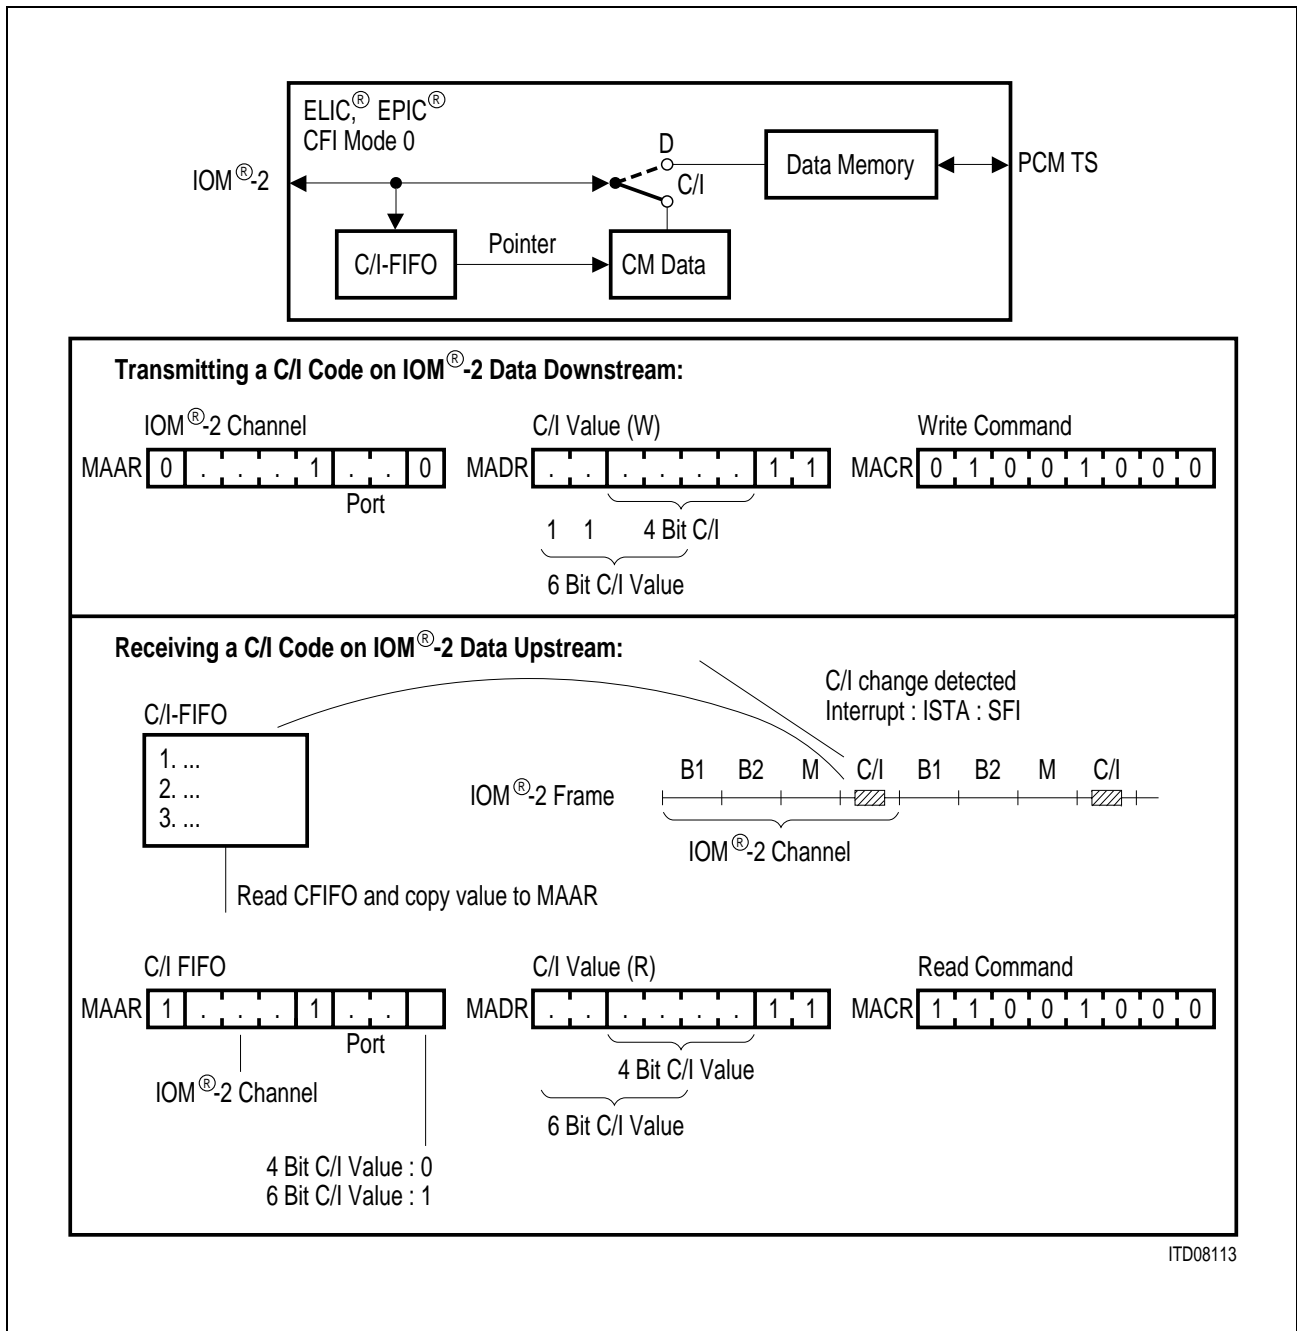 ELIC,® EPIC®
CFI Mode 0
IOM®-2
D
C/I
Data Memory
PCM TS
C/I-FIFO
Pointer
CM Data
Transmitting a C/I Code on IOM®-2 Data Downstream:
IOM®-2 Channel
C/I Value (W)
Write Command
MAAR 0 . . . 1 . . 0
MADR . . . . . . 1 1
MACR 0 1 0 0 1 0 0 0
Port
1 1 4 Bit C/I
6 Bit C/I Value
Receiving a C/I Code on IOM®-2 Data Upstream:
C/I change detected
Interrupt : ISTA : SFI
C/I-FIFO
1. ...
2. ...
3. ...
B1 B2 M C/I B1 B2 M C/I
IOM®-2 Frame
IOM®-2 Channel
Read CFIFO and copy value to MAAR
C/I FIFO
C/I Value (R)
Read Command
MAAR 1 . . . 1 . .
MADR . . . . . . 1 1
MACR 1 1 0 0 1 0 0 0
Port
4 Bit C/I Value
IOM®-2 Channel
6 Bit C/I Value
4 Bit C/I Value : 0
6 Bit C/I Value : 1
ITD08113